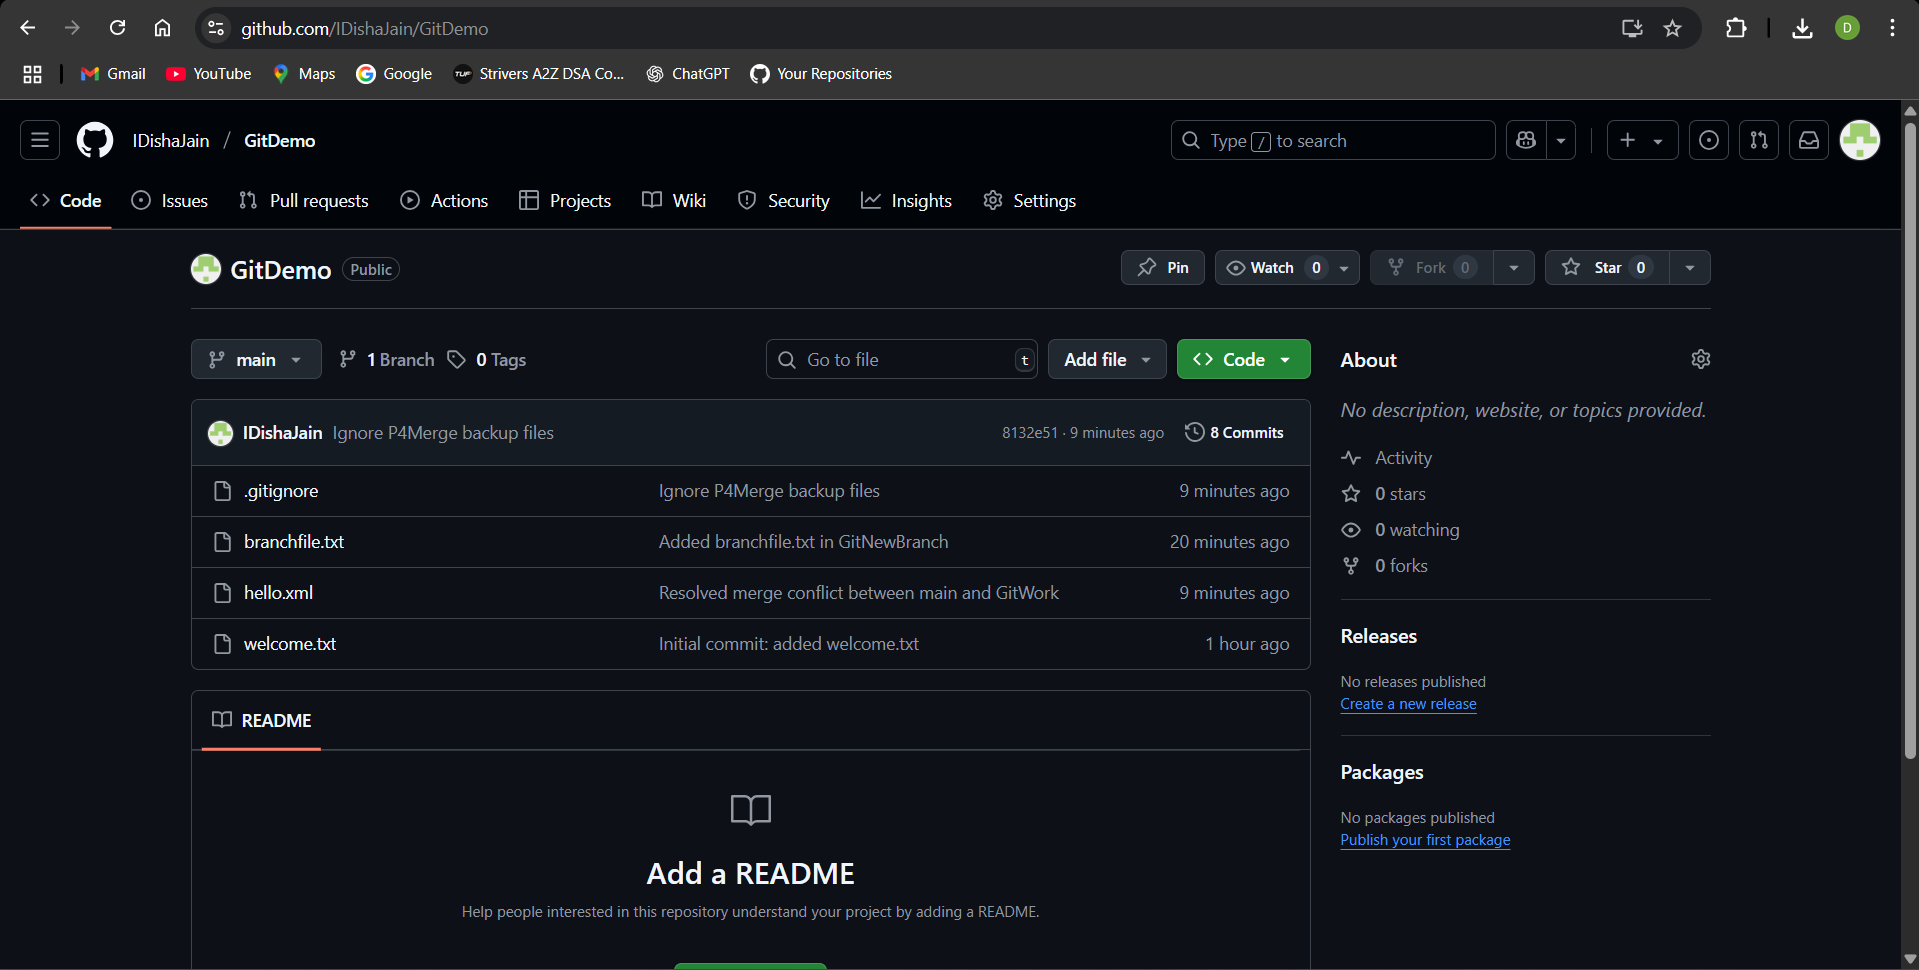 github.com/IDishaJain/GitDemo
D
Gmail YouTube Maps Google TUF Strivers A2Z DSA Co... ChatGPT Your Repositories
IDishaJain / GitDemo
Type / to search
Code Issues Pull requests Actions Projects Wiki Security Insights Settings
GitDemo Public
Pin Watch 0 Fork 0 Star 0
main 1 Branch 0 Tags
Go to file t Add file Code
IDishaJain Ignore P4Merge backup files 8132e51 · 9 minutes ago 8 Commits
.gitignore Ignore P4Merge backup files 9 minutes ago
branchfile.txt Added branchfile.txt in GitNewBranch 20 minutes ago
hello.xml Resolved merge conflict between main and GitWork 9 minutes ago
welcome.txt Initial commit: added welcome.txt 1 hour ago
README
Add a README
Help people interested in this repository understand your project by adding a README.
About
No description, website, or topics provided.
Activity
0 stars
0 watching
0 forks
Releases
No releases published
Create a new release
Packages
No packages published
Publish your first package